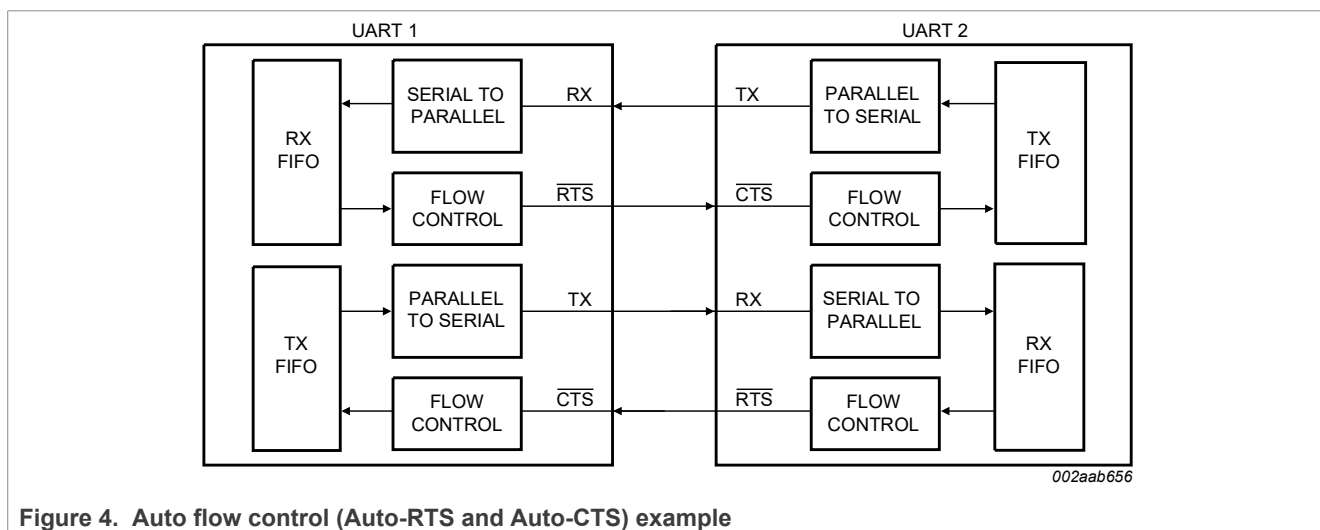 UART 1
UART 2
SERIAL TO
PARALLEL
RX
TX
PARALLEL
TO SERIAL
RX
FIFO
TX
FIFO
FLOW
CONTROL
RTS
CTS
FLOW
CONTROL
PARALLEL
TO SERIAL
TX
RX
SERIAL TO
PARALLEL
TX
FIFO
RX
FIFO
FLOW
CONTROL
CTS
RTS
FLOW
CONTROL
002aab656
Figure 4. Auto flow control (Auto-RTS and Auto-CTS) example